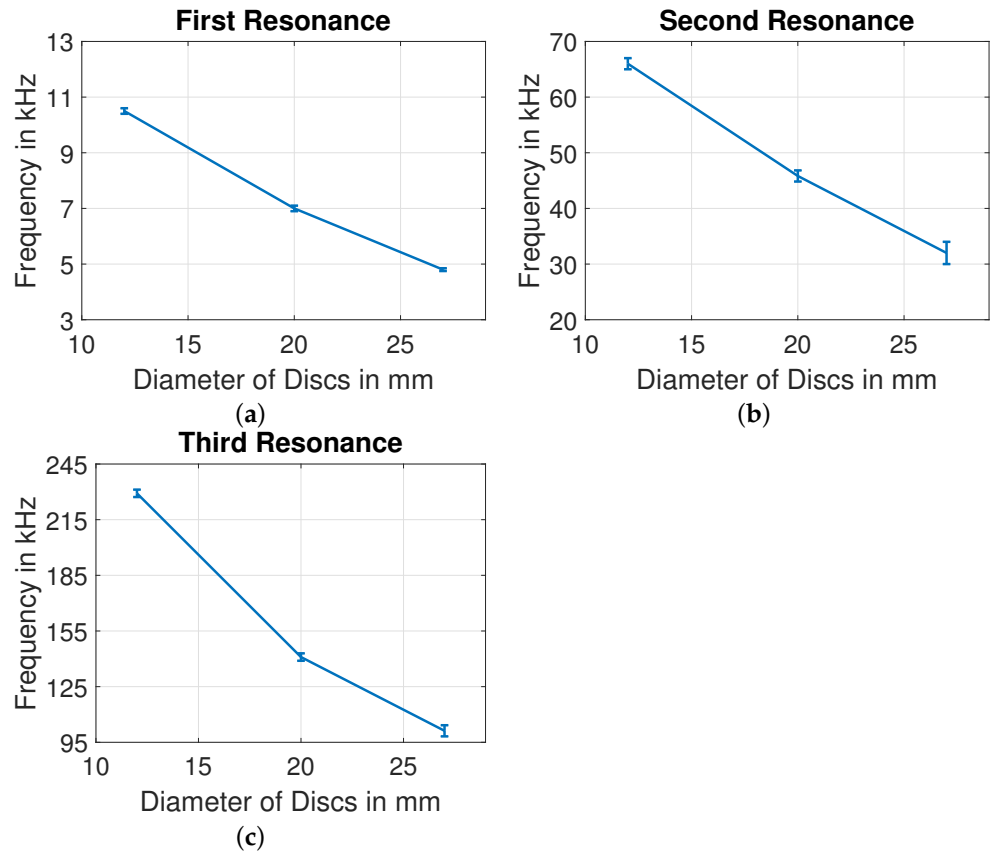 First Resonance
13
11
9
7
5
3
10 15 20 25
Frequency in kHz
Diameter of Discs in mm
(a)
Second Resonance
70
60
50
40
30
20
10 15 20 25
Frequency in kHz
Diameter of Discs in mm
(b)
Third Resonance
245
215
185
155
125
95
10 15 20 25
Frequency in kHz
Diameter of Discs in mm
(c)